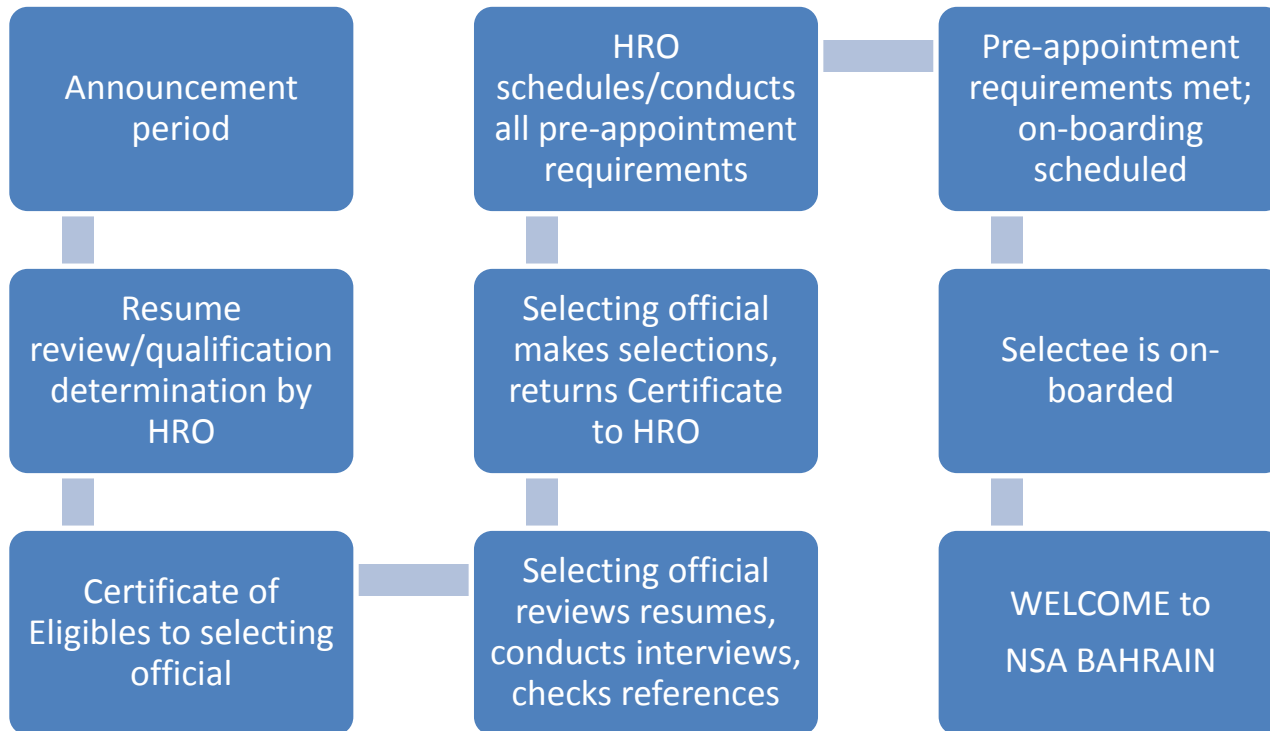 Announcement
period
Resume
review/qualification
determination by
HRO
Certificate of
Eligibles to selecting
official
Selecting official
reviews resumes,
conducts interviews,
checks references
Selecting official
makes selections,
returns Certificate
to HRO
HRO
schedules/conducts
all pre-appointment
requirements
Pre-appointment
requirements met;
on-boarding
scheduled
Selectee is on-
boarded
WELCOME to
NSA BAHRAIN